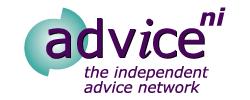 advice ni
the independent
advice network